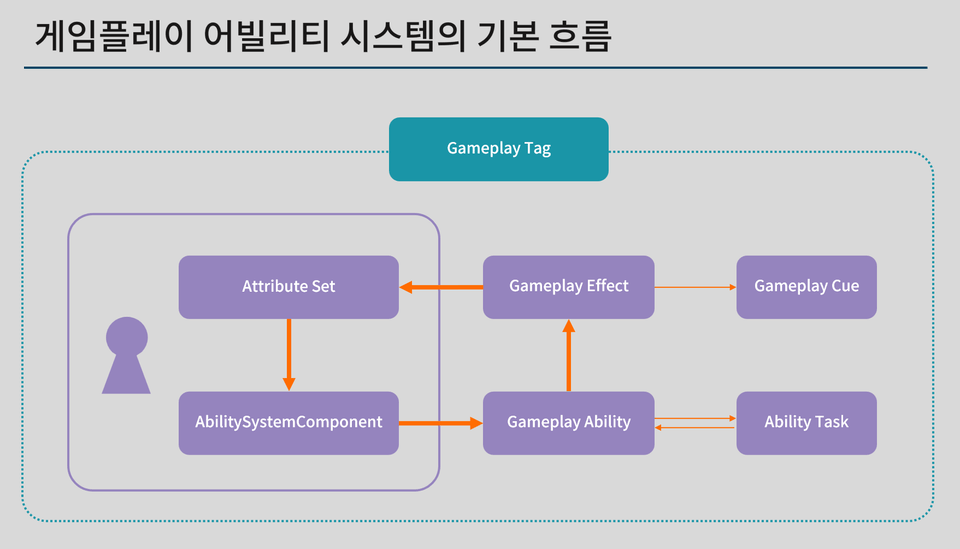 게임플레이 어빌리티 시스템의 기본 흐름
Gameplay Tag
Attribute Set
Gameplay Effect
Gameplay Cue
AbilitySystemComponent
Gameplay Ability
Ability Task